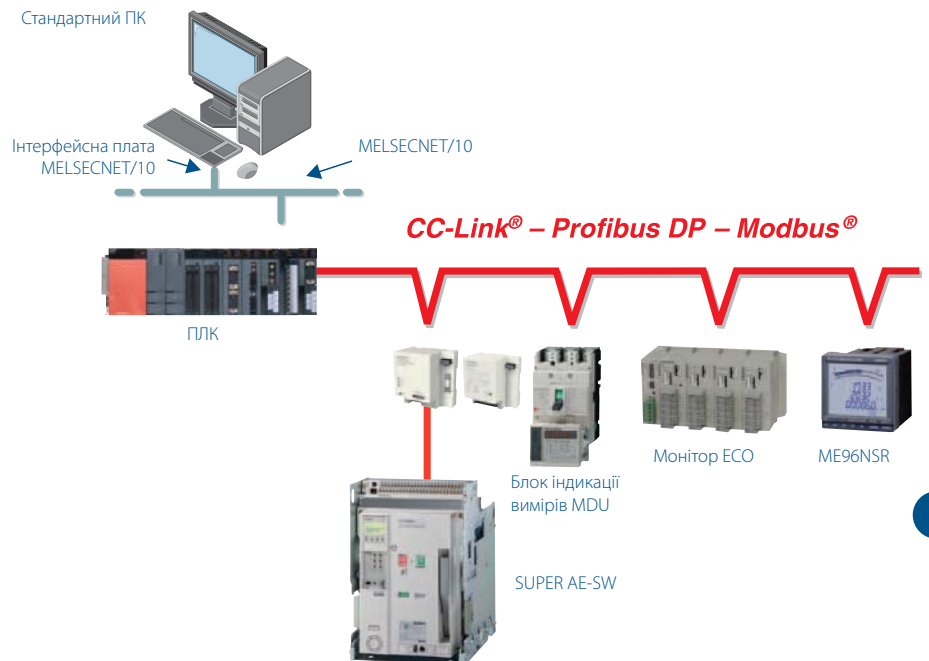 Стандартний ПК
Інтерфейсна плата
MELSECNET/10
MELSECNET/10
CC-Link® – Profibus DP – Modbus®
ПЛК
Блок індикації
вимірів MDU
Монітор ECO
ME96NSR
SUPER AE-SW